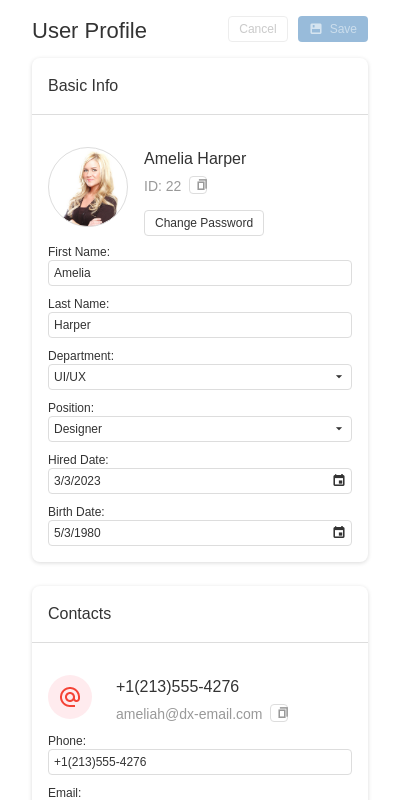 User Profile
Cancel
Save
Basic Info
Amelia Harper
ID: 22
Change Password
First Name:
Amelia
Last Name:
Harper
Department:
UI/UX
Position:
Designer
Hired Date:
3/3/2023
Birth Date:
5/3/1980
Contacts
+1(213)555-4276
ameliah@dx-email.com
Phone:
+1(213)555-4276
Email: